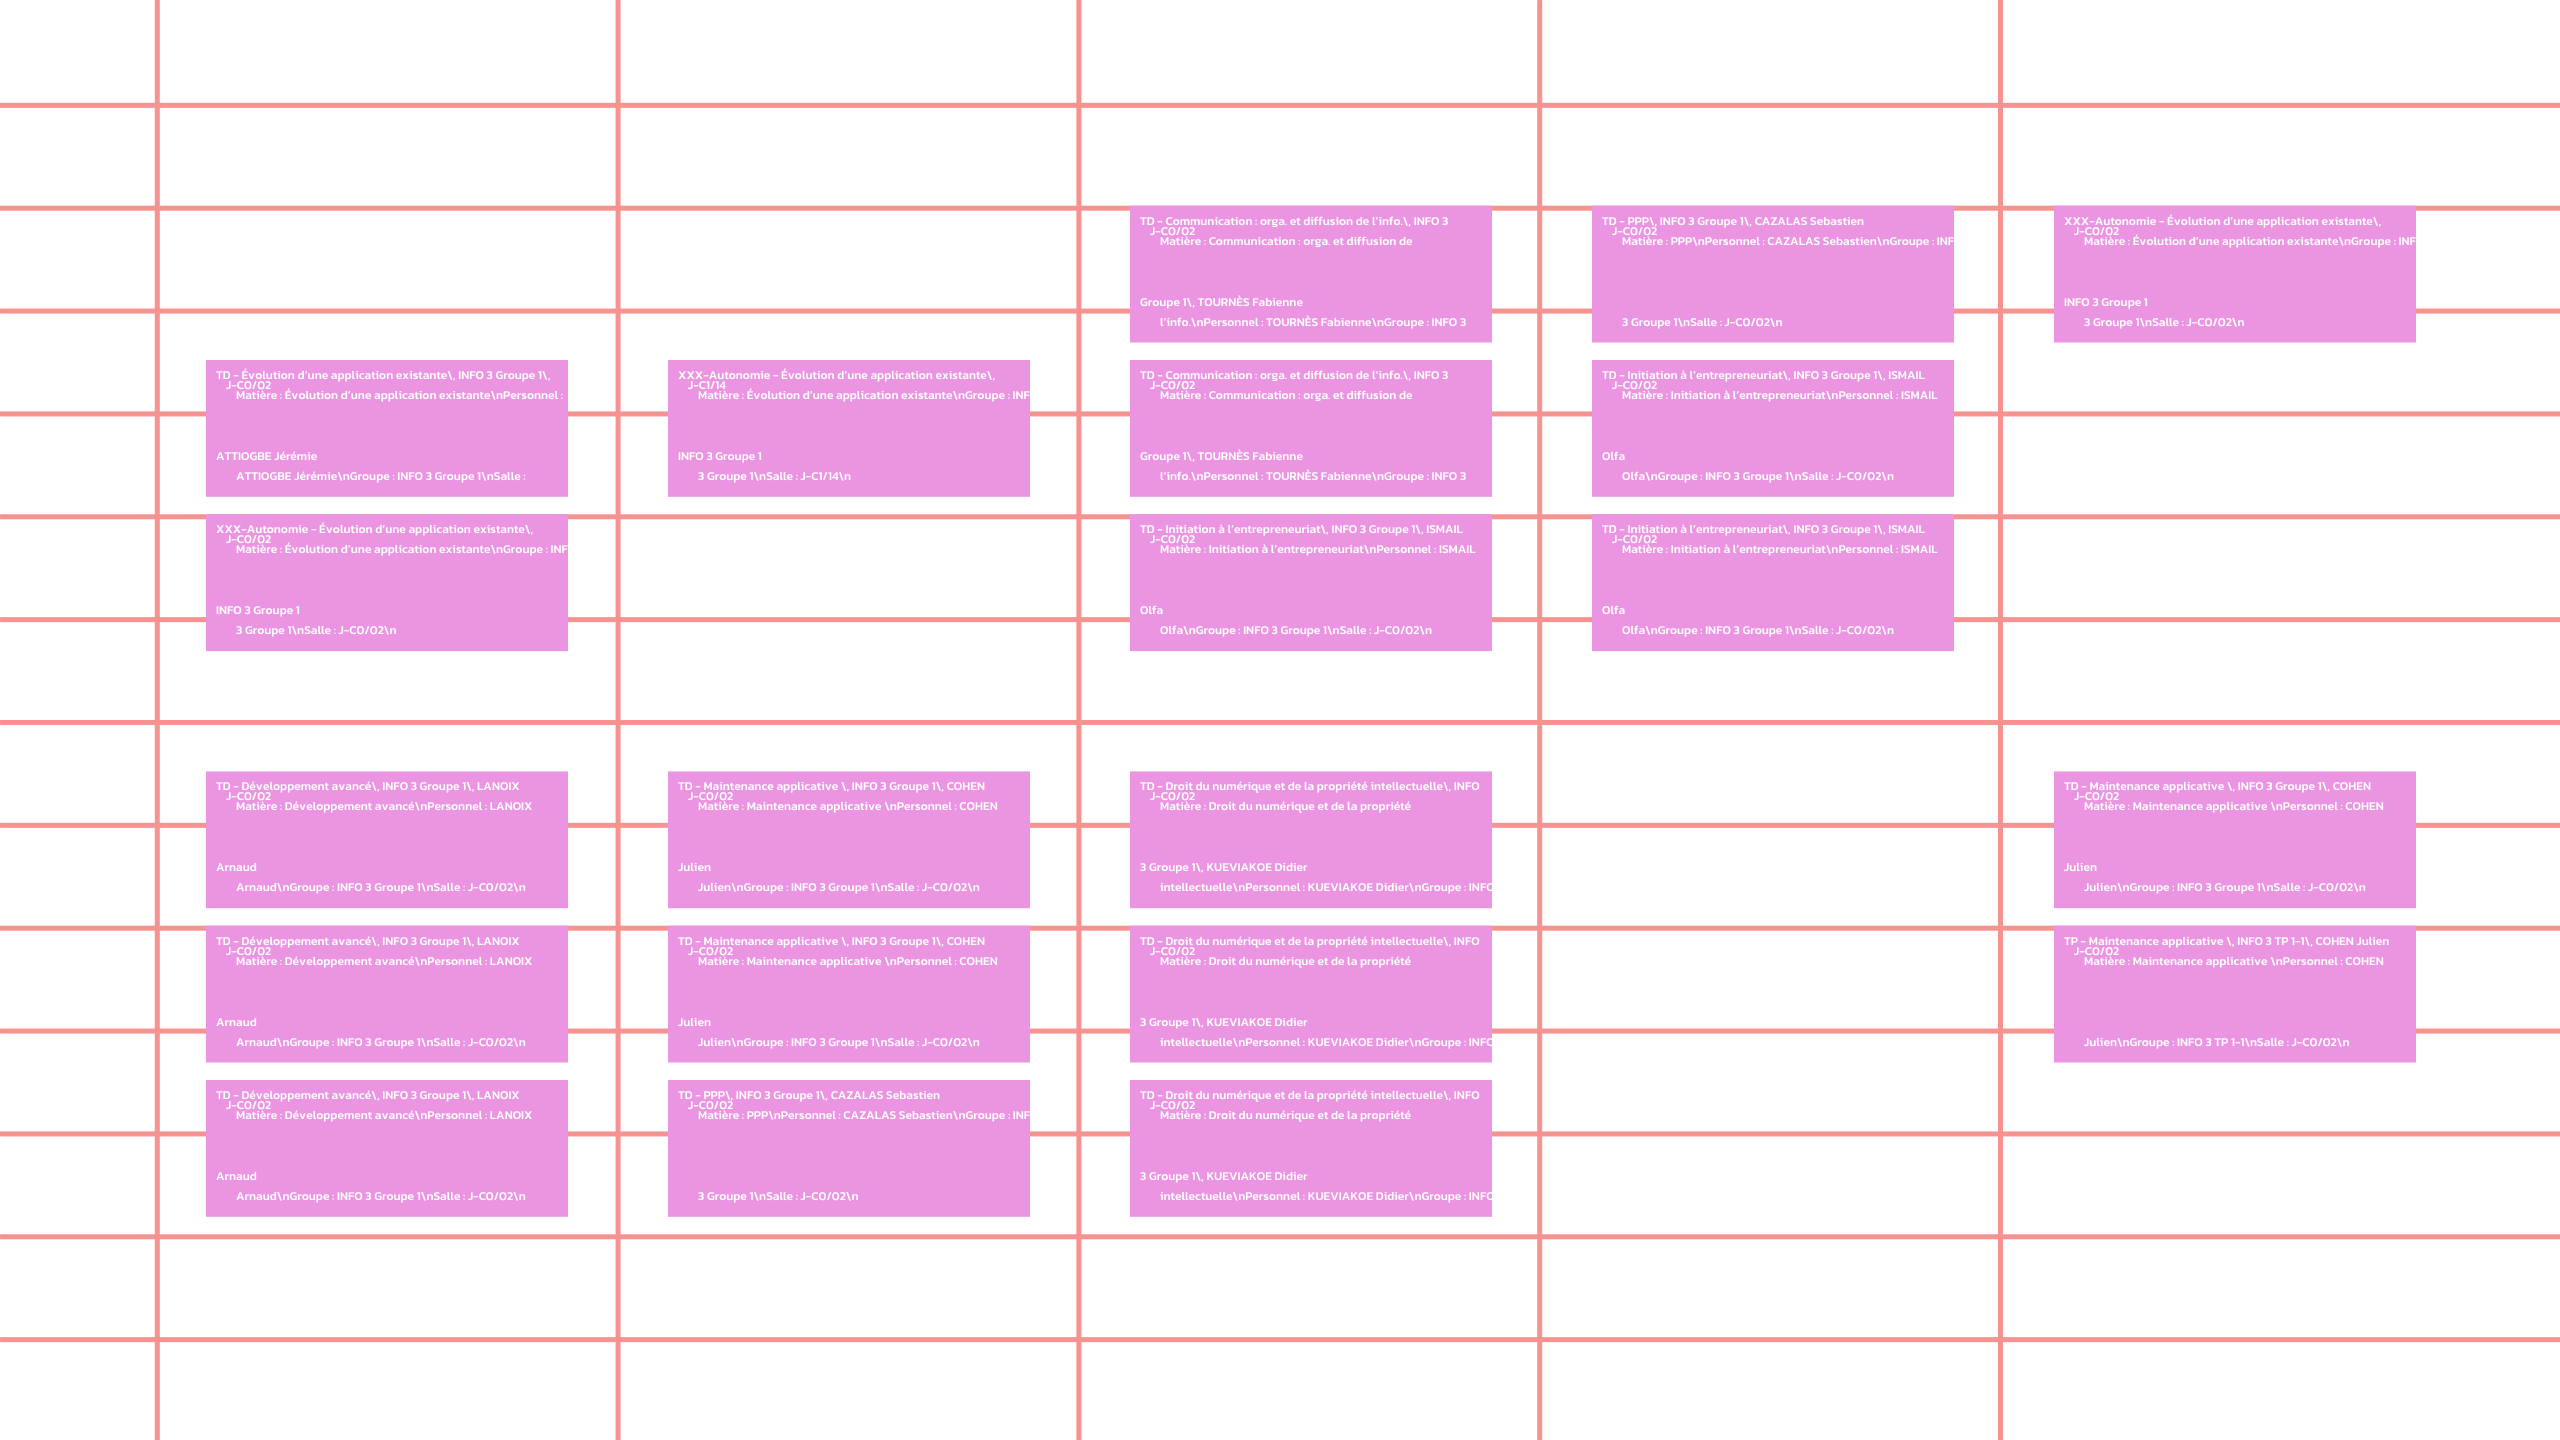 TD - Communication : orga. et diffusion de l'info.\, INFO 3
J-C0/02
Matière : Communication : orga. et diffusion de
Groupe 1\, TOURNÈS Fabienne
l'info.\nPersonnel : TOURNÈS Fabienne\nGroupe : INFO 3
TD - PPP\, INFO 3 Groupe 1\, CAZALAS Sebastien
J-C0/02
Matière : PPP\nPersonnel : CAZALAS Sebastien\nGroupe : INF
3 Groupe 1\nSalle : J-C0/02\n
XXX-Autonomie - Évolution d'une application existante\,
J-C0/02
Matière : Évolution d'une application existante\nGroupe : INF
INFO 3 Groupe 1
3 Groupe 1\nSalle : J-C0/02\n
TD - Évolution d'une application existante\, INFO 3 Groupe 1\,
J-C0/02
Matière : Évolution d'une application existante\nPersonnel :
ATTIOGBE Jérémie
ATTIOGBE Jérémie\nGroupe : INFO 3 Groupe 1\nSalle :
XXX-Autonomie - Évolution d'une application existante\,
J-C1/14
Matière : Évolution d'une application existante\nGroupe : INF
INFO 3 Groupe 1
3 Groupe 1\nSalle : J-C1/14\n
TD - Communication : orga. et diffusion de l'info.\, INFO 3
J-C0/02
Matière : Communication : orga. et diffusion de
Groupe 1\, TOURNÈS Fabienne
l'info.\nPersonnel : TOURNÈS Fabienne\nGroupe : INFO 3
TD - Initiation à l'entrepreneuriat\, INFO 3 Groupe 1\, ISMAIL
J-C0/02
Matière : Initiation à l'entrepreneuriat\nPersonnel : ISMAIL
Olfa
Olfa\nGroupe : INFO 3 Groupe 1\nSalle : J-C0/02\n
XXX-Autonomie - Évolution d'une application existante\,
J-C0/02
Matière : Évolution d'une application existante\nGroupe : INF
INFO 3 Groupe 1
3 Groupe 1\nSalle : J-C0/02\n
TD - Initiation à l'entrepreneuriat\, INFO 3 Groupe 1\, ISMAIL
J-C0/02
Matière : Initiation à l'entrepreneuriat\nPersonnel : ISMAIL
Olfa
Olfa\nGroupe : INFO 3 Groupe 1\nSalle : J-C0/02\n
TD - Initiation à l'entrepreneuriat\, INFO 3 Groupe 1\, ISMAIL
J-C0/02
Matière : Initiation à l'entrepreneuriat\nPersonnel : ISMAIL
Olfa
Olfa\nGroupe : INFO 3 Groupe 1\nSalle : J-C0/02\n
TD - Développement avancé\, INFO 3 Groupe 1\, LANOIX
J-C0/02
Matière : Développement avancé\nPersonnel : LANOIX
Arnaud
Arnaud\nGroupe : INFO 3 Groupe 1\nSalle : J-C0/02\n
TD - Maintenance applicative \, INFO 3 Groupe 1\, COHEN
J-C0/02
Matière : Maintenance applicative \nPersonnel : COHEN
Julien
Julien\nGroupe : INFO 3 Groupe 1\nSalle : J-C0/02\n
TD - Droit du numérique et de la propriété intellectuelle\, INFO
J-C0/02
Matière : Droit du numérique et de la propriété
3 Groupe 1\, KUEVIAKOE Didier
intellectuelle\nPersonnel : KUEVIAKOE Didier\nGroupe : INFO
TD - Maintenance applicative \, INFO 3 Groupe 1\, COHEN
J-C0/02
Matière : Maintenance applicative \nPersonnel : COHEN
Julien
Julien\nGroupe : INFO 3 Groupe 1\nSalle : J-C0/02\n
TD - Développement avancé\, INFO 3 Groupe 1\, LANOIX
J-C0/02
Matière : Développement avancé\nPersonnel : LANOIX
Arnaud
Arnaud\nGroupe : INFO 3 Groupe 1\nSalle : J-C0/02\n
TD - Maintenance applicative \, INFO 3 Groupe 1\, COHEN
J-C0/02
Matière : Maintenance applicative \nPersonnel : COHEN
Julien
Julien\nGroupe : INFO 3 Groupe 1\nSalle : J-C0/02\n
TD - Droit du numérique et de la propriété intellectuelle\, INFO
J-C0/02
Matière : Droit du numérique et de la propriété
3 Groupe 1\, KUEVIAKOE Didier
intellectuelle\nPersonnel : KUEVIAKOE Didier\nGroupe : INFO
TP - Maintenance applicative \, INFO 3 TP 1-1\, COHEN Julien
J-C0/02
Matière : Maintenance applicative \nPersonnel : COHEN
Julien\nGroupe : INFO 3 TP 1-1\nSalle : J-C0/02\n
TD - Développement avancé\, INFO 3 Groupe 1\, LANOIX
J-C0/02
Matière : Développement avancé\nPersonnel : LANOIX
Arnaud
Arnaud\nGroupe : INFO 3 Groupe 1\nSalle : J-C0/02\n
TD - PPP\, INFO 3 Groupe 1\, CAZALAS Sebastien
J-C0/02
Matière : PPP\nPersonnel : CAZALAS Sebastien\nGroupe : INF
3 Groupe 1\nSalle : J-C0/02\n
TD - Droit du numérique et de la propriété intellectuelle\, INFO
J-C0/02
Matière : Droit du numérique et de la propriété
3 Groupe 1\, KUEVIAKOE Didier
intellectuelle\nPersonnel : KUEVIAKOE Didier\nGroupe : INFO